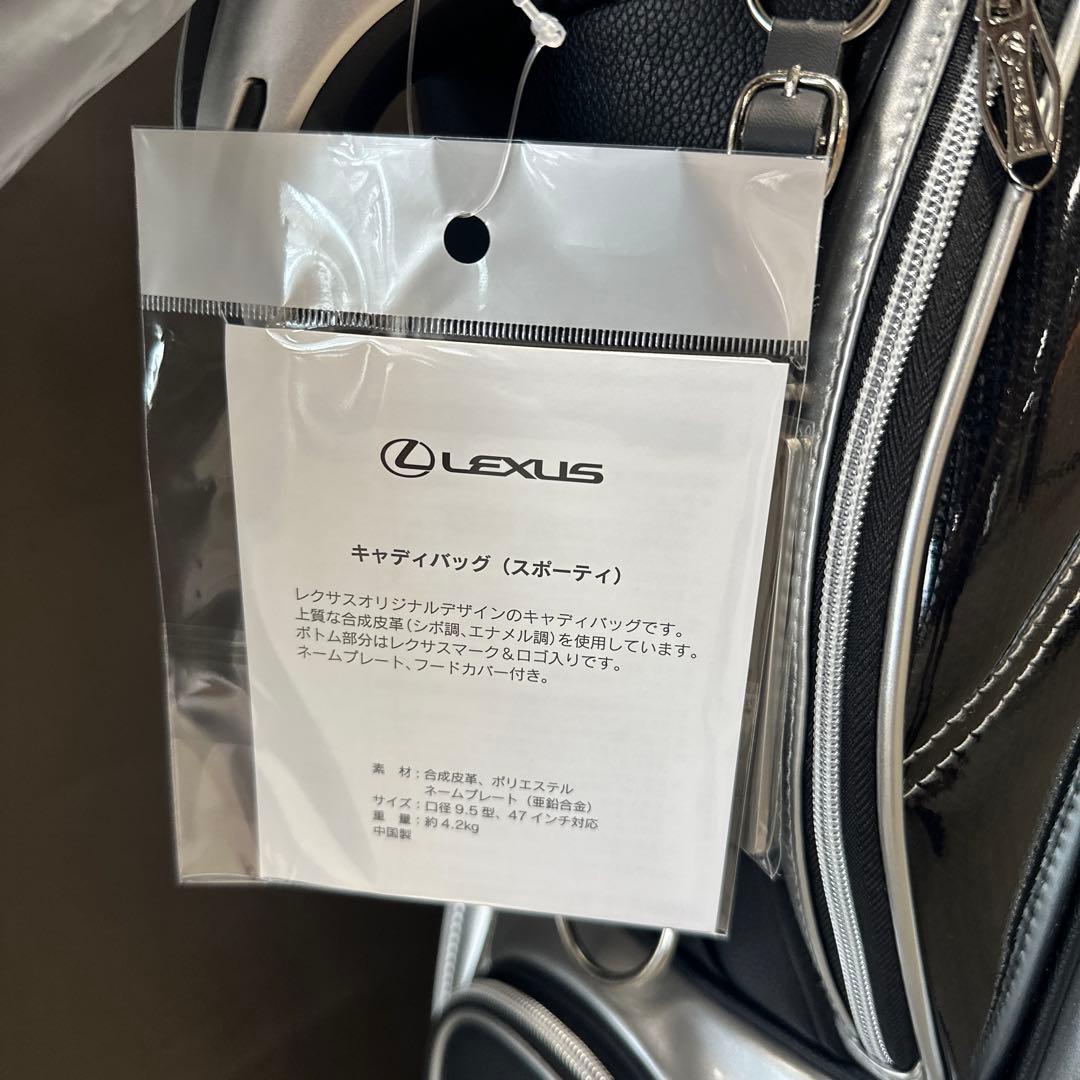 LEXUS
キャディバッグ（スポーティ）
レクサスオリジナルデザインのキャディバッグです。
上質な合成皮革（シボ調、エナメル調）を使用しています。
ボトム部分はレクサスマーク＆ロゴ入りです。
ネームプレート、フードカバー付き。
素　材：合成皮革、ポリエステル
ネームプレート（亜鉛合金）
サイズ：口径9.5型、47インチ対応
重　量：約4.2kg
中国製